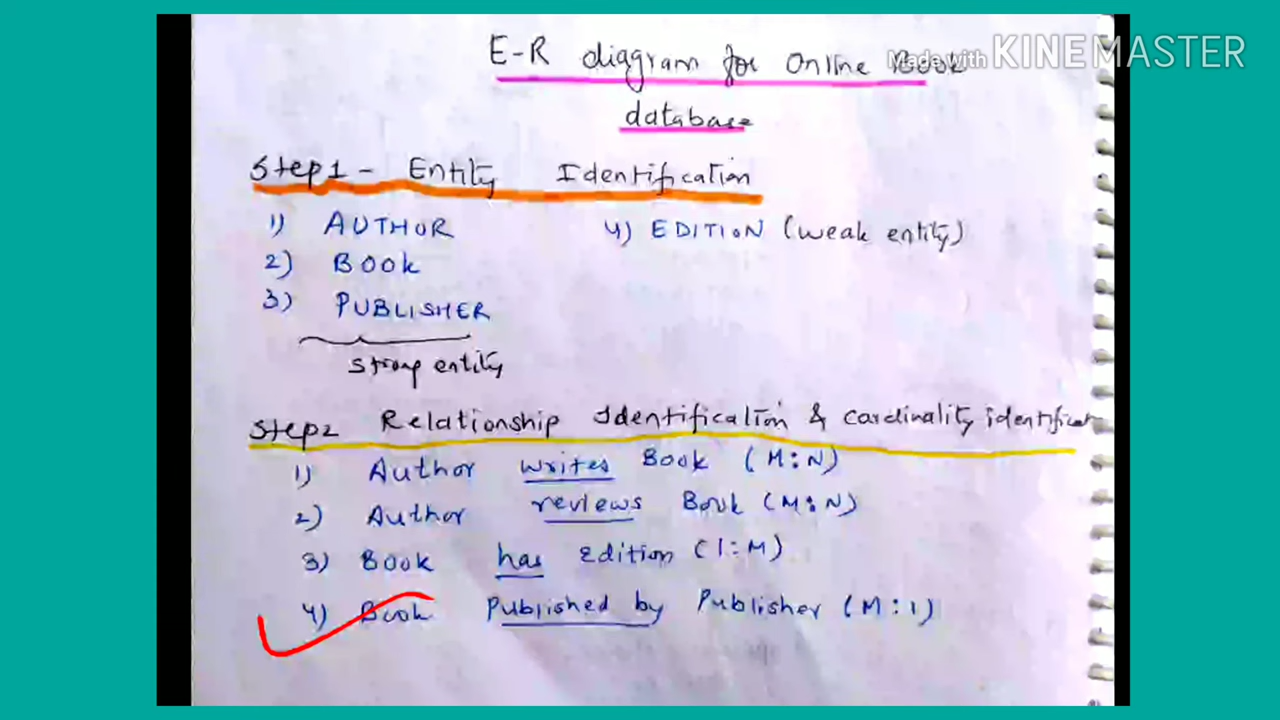 E-R diagram for Online Book
Made with KINEMASTER
database
Step1 - Entity Identification
1) AUTHOR 4) EDITION (weak entity)
2) BOOK
3) PUBLISHER
strong entity
Step2 Relationship Identification & cardinality identificat
1) Author writes Book (M:N)
2) Author reviews Book (M:N)
3) Book has Edition (1:M)
4) Book Published by Publisher (M:1)